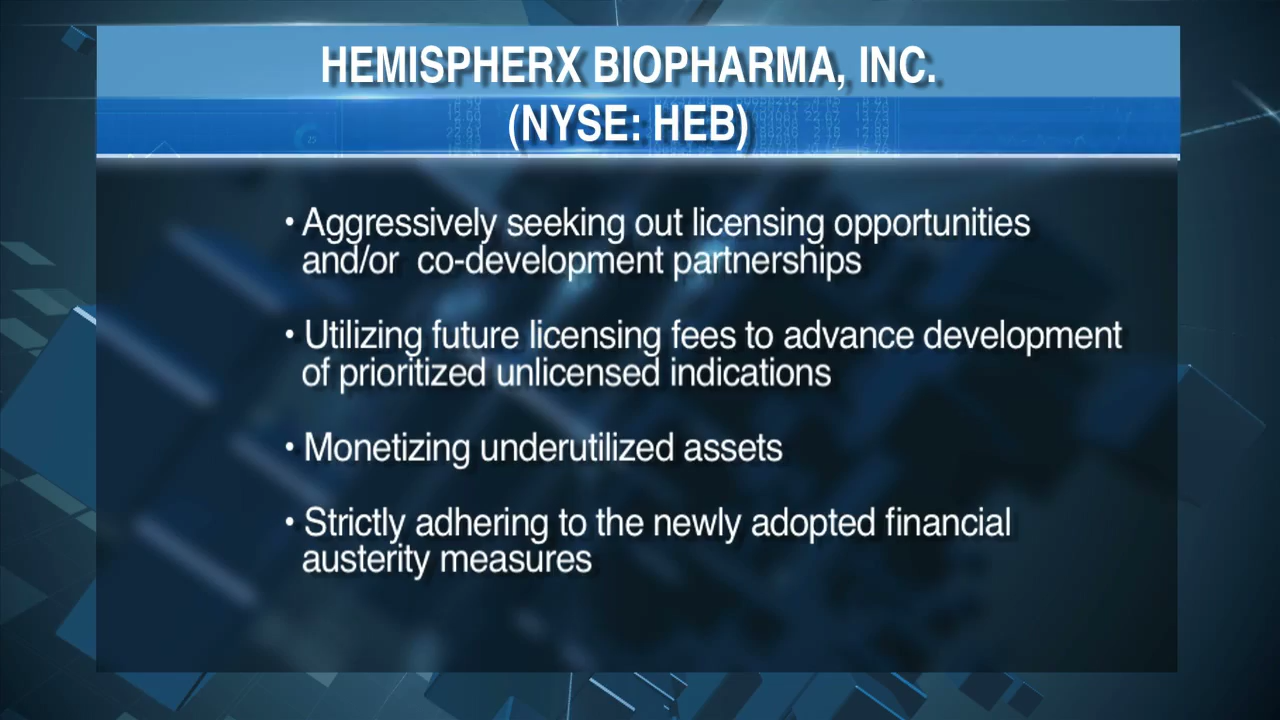 HEMISPHERX BIOPHARMA, INC.
(NYSE: HEB)
• Aggressively seeking out licensing opportunities
and/or co-development partnerships
• Utilizing future licensing fees to advance development
of prioritized unlicensed indications
• Monetizing underutilized assets
• Strictly adhering to the newly adopted financial
austerity measures